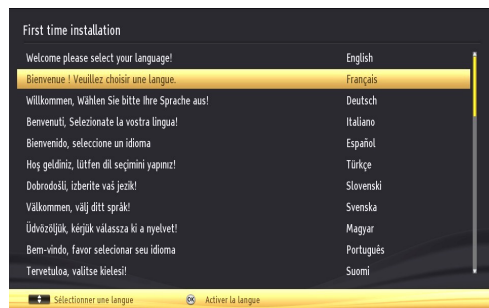 First time installation
Welcome please select your language! English
Bienvenue ! Veuillez choisir une langue. Français
Willkommen, Wählen Sie bitte Ihre Sprache aus! Deutsch
Benvenuti, Selezionate la vostra lingua! Italiano
Bienvenido, seleccione un idioma Español
Hoş geldiniz, lütfen dil seçimini yapınız! Türkçe
Dobrodošli, izberite vaš jezik! Slovenski
Välkommen, välj ditt språk! Svenska
Üdvözöljük, kérjük válassza ki a nyelvet! Magyar
Bem-vindo, favor selecionar seu idioma Português
Tervetuloa, valitse kielesi! Suomi
Sélectionner une langue OK Activer la langue